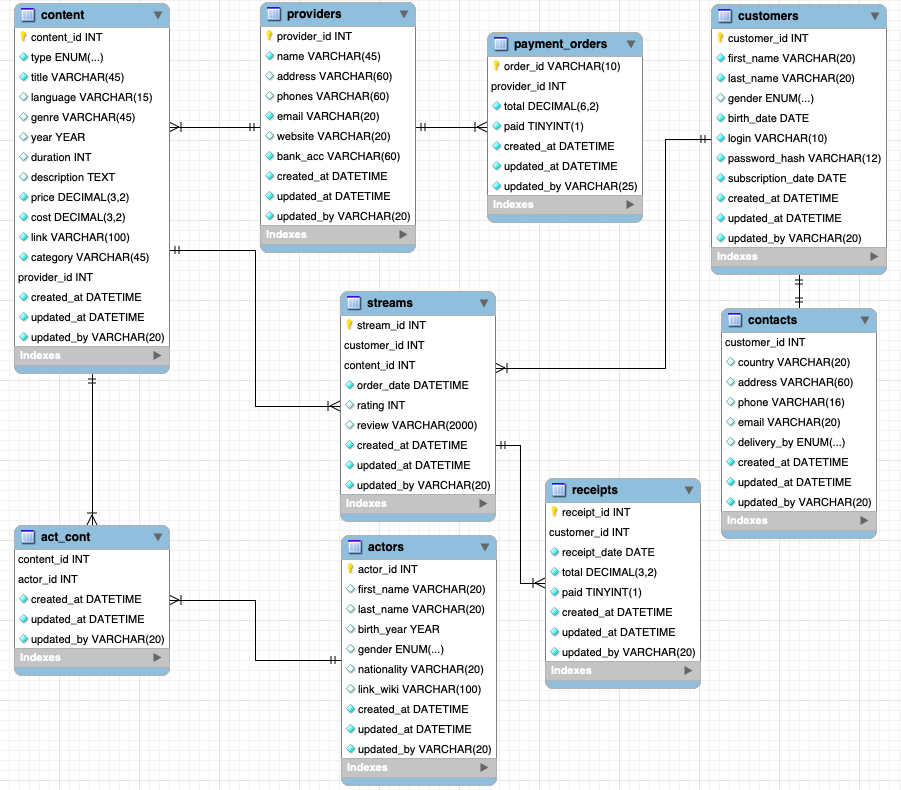 content
content_id INT
type ENUM(...)
title VARCHAR(45)
language VARCHAR(15)
genre VARCHAR(45)
year YEAR
duration INT
description TEXT
price DECIMAL(3,2)
cost DECIMAL(3,2)
link VARCHAR(100)
category VARCHAR(45)
provider_id INT
created_at DATETIME
updated_at DATETIME
updated_by VARCHAR(20)
Indexes
providers
provider_id INT
name VARCHAR(45)
address VARCHAR(60)
phones VARCHAR(60)
email VARCHAR(20)
website VARCHAR(20)
bank_acc VARCHAR(60)
created_at DATETIME
updated_at DATETIME
updated_by VARCHAR(20)
Indexes
payment_orders
order_id VARCHAR(10)
provider_id INT
total DECIMAL(6,2)
paid TINYINT(1)
created_at DATETIME
updated_at DATETIME
updated_by VARCHAR(25)
Indexes
customers
customer_id INT
first_name VARCHAR(20)
last_name VARCHAR(20)
gender ENUM(...)
birth_date DATE
login VARCHAR(10)
password_hash VARCHAR(12)
subscription_date DATE
created_at DATETIME
updated_at DATETIME
updated_by VARCHAR(20)
Indexes
streams
stream_id INT
customer_id INT
content_id INT
order_date DATETIME
rating INT
review VARCHAR(2000)
created_at DATETIME
updated_at DATETIME
updated_by VARCHAR(20)
Indexes
contacts
customer_id INT
country VARCHAR(20)
address VARCHAR(60)
phone VARCHAR(16)
email VARCHAR(20)
delivery_by ENUM(...)
created_at DATETIME
updated_at DATETIME
updated_by VARCHAR(20)
Indexes
act_cont
content_id INT
actor_id INT
created_at DATETIME
updated_at DATETIME
updated_by VARCHAR(20)
Indexes
actors
actor_id INT
first_name VARCHAR(20)
last_name VARCHAR(20)
birth_year YEAR
gender ENUM(...)
nationality VARCHAR(20)
link_wiki VARCHAR(100)
created_at DATETIME
updated_at DATETIME
updated_by VARCHAR(20)
Indexes
receipts
receipt_id INT
customer_id INT
receipt_date DATE
total DECIMAL(3,2)
paid TINYINT(1)
created_at DATETIME
updated_at DATETIME
updated_by VARCHAR(20)
Indexes